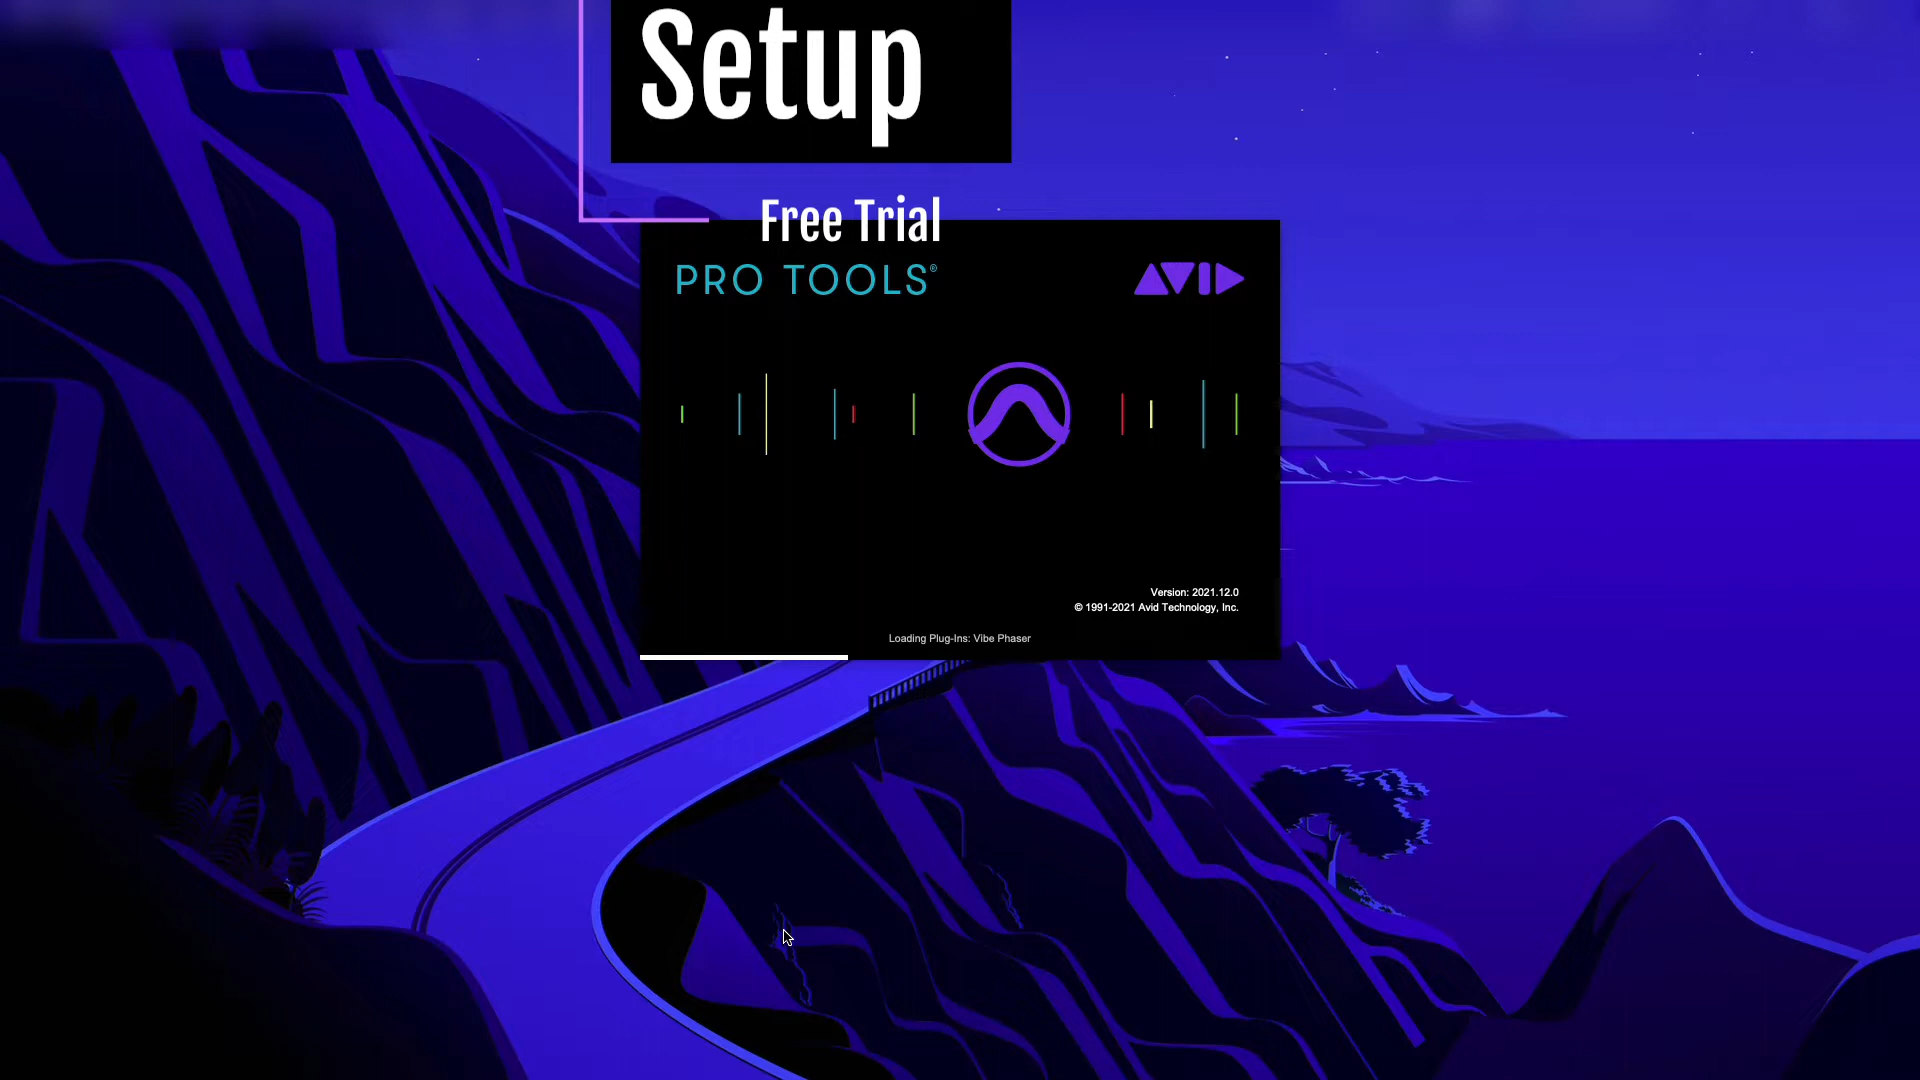 Setup
Free Trial
PRO TOOLS®
AVID
Version: 2021.12.0
© 1991-2021 Avid Technology, Inc.
Loading Plug-Ins: Vibe Phaser